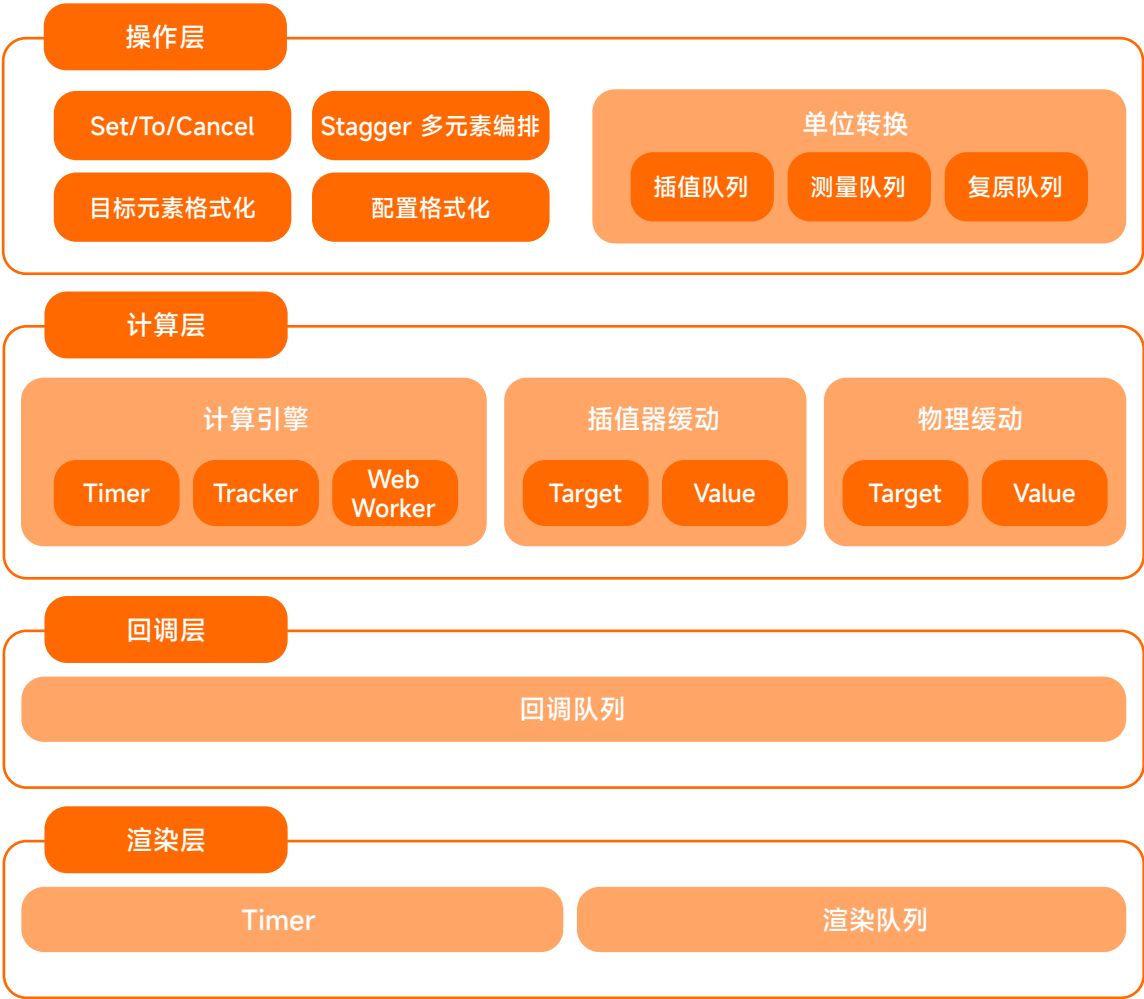 操作层
Set/To/Cancel
Stagger 多元素编排
目标元素格式化
配置格式化
单位转换
插值队列
测量队列
复原队列
计算层
计算引擎
Timer
Tracker
Web
Worker
插值器缓动
Target
Value
物理缓动
Target
Value
回调层
回调队列
渲染层
Timer
渲染队列